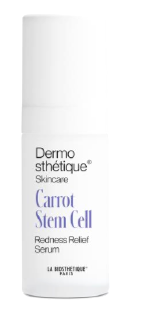 Dermo
sthétique®
Skincare
Carrot
Stem Cell
Redness Relief
Serum
LA BIOSTHETIQUE
PARIS